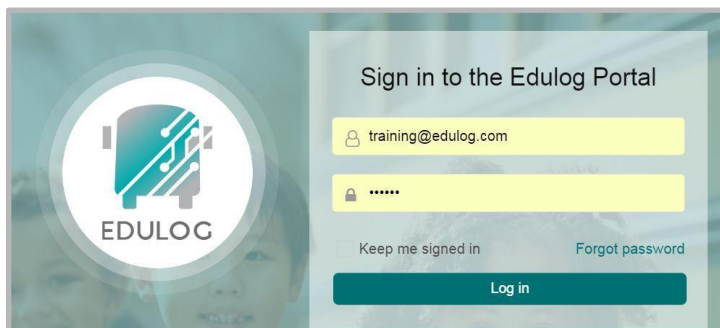 EDULOG
Sign in to the Edulog Portal
training@edulog.com
••••••
Keep me signed in
Forgot password
Log in